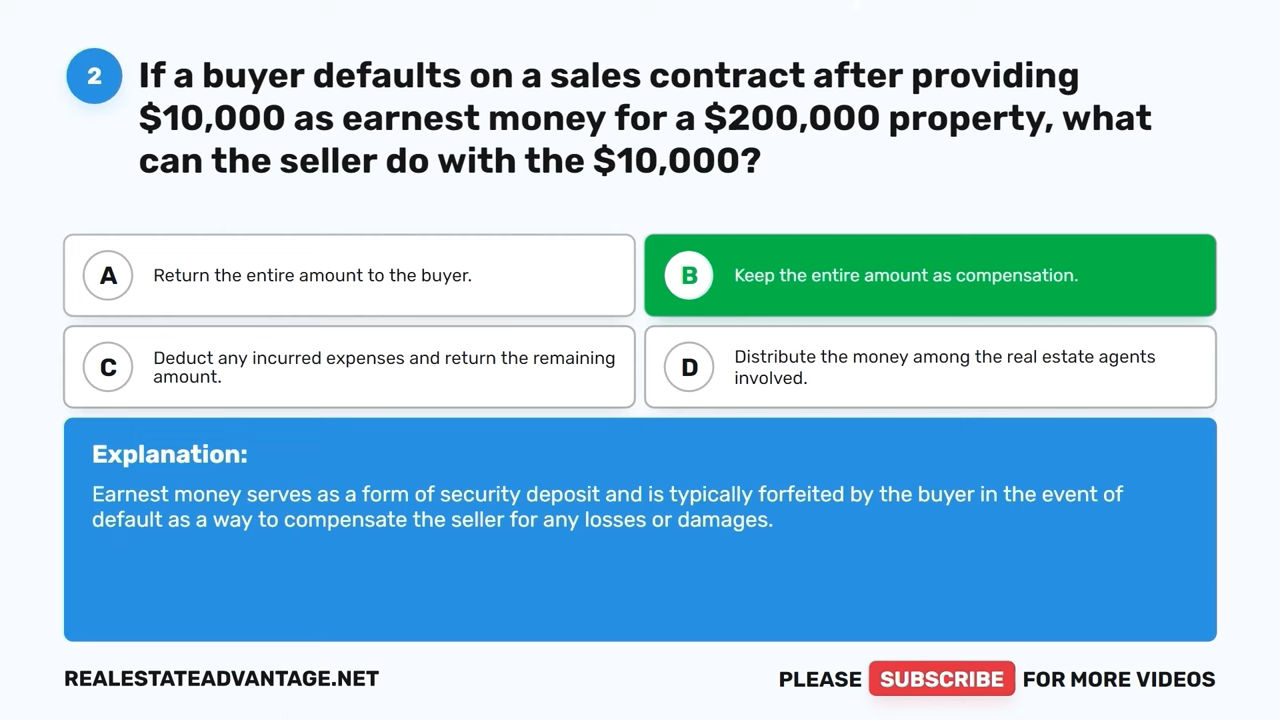 2
If a buyer defaults on a sales contract after providing
$10,000 as earnest money for a $200,000 property, what
can the seller do with the $10,000?
A
Return the entire amount to the buyer.
B
Keep the entire amount as compensation.
C
Deduct any incurred expenses and return the remaining
amount.
D
Distribute the money among the real estate agents
involved.
Explanation:
Earnest money serves as a form of security deposit and is typically forfeited by the buyer in the event of
default as a way to compensate the seller for any losses or damages.
REALESTATEADVANTAGE.NET
PLEASE SUBSCRIBE FOR MORE VIDEOS